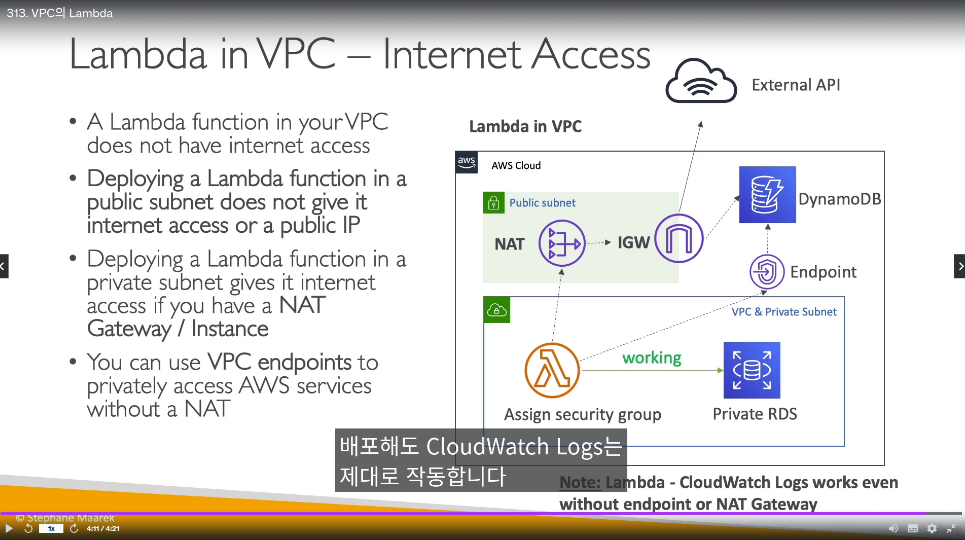 313. VPC의 Lambda
Lambda in VPC – Internet Access
• A Lambda function in your VPC
does not have internet access
• Deploying a Lambda function in a
public subnet does not give it
internet access or a public IP
• Deploying a Lambda function in a
private subnet gives it internet
access if you have a NAT
Gateway / Instance
• You can use VPC endpoints to
privately access AWS services
without a NAT
External API
Lambda in VPC
aws
AWS Cloud
Public subnet
NAT
IGW
DynamoDB
Endpoint
VPC & Private Subnet
working
Assign security group
Private RDS
배포해도 CloudWatch Logs는
제대로 작동합니다
Note: Lambda - CloudWatch Logs works even
without endpoint or NAT Gateway
© Stephane Maarek
1x
4:11 / 4:21